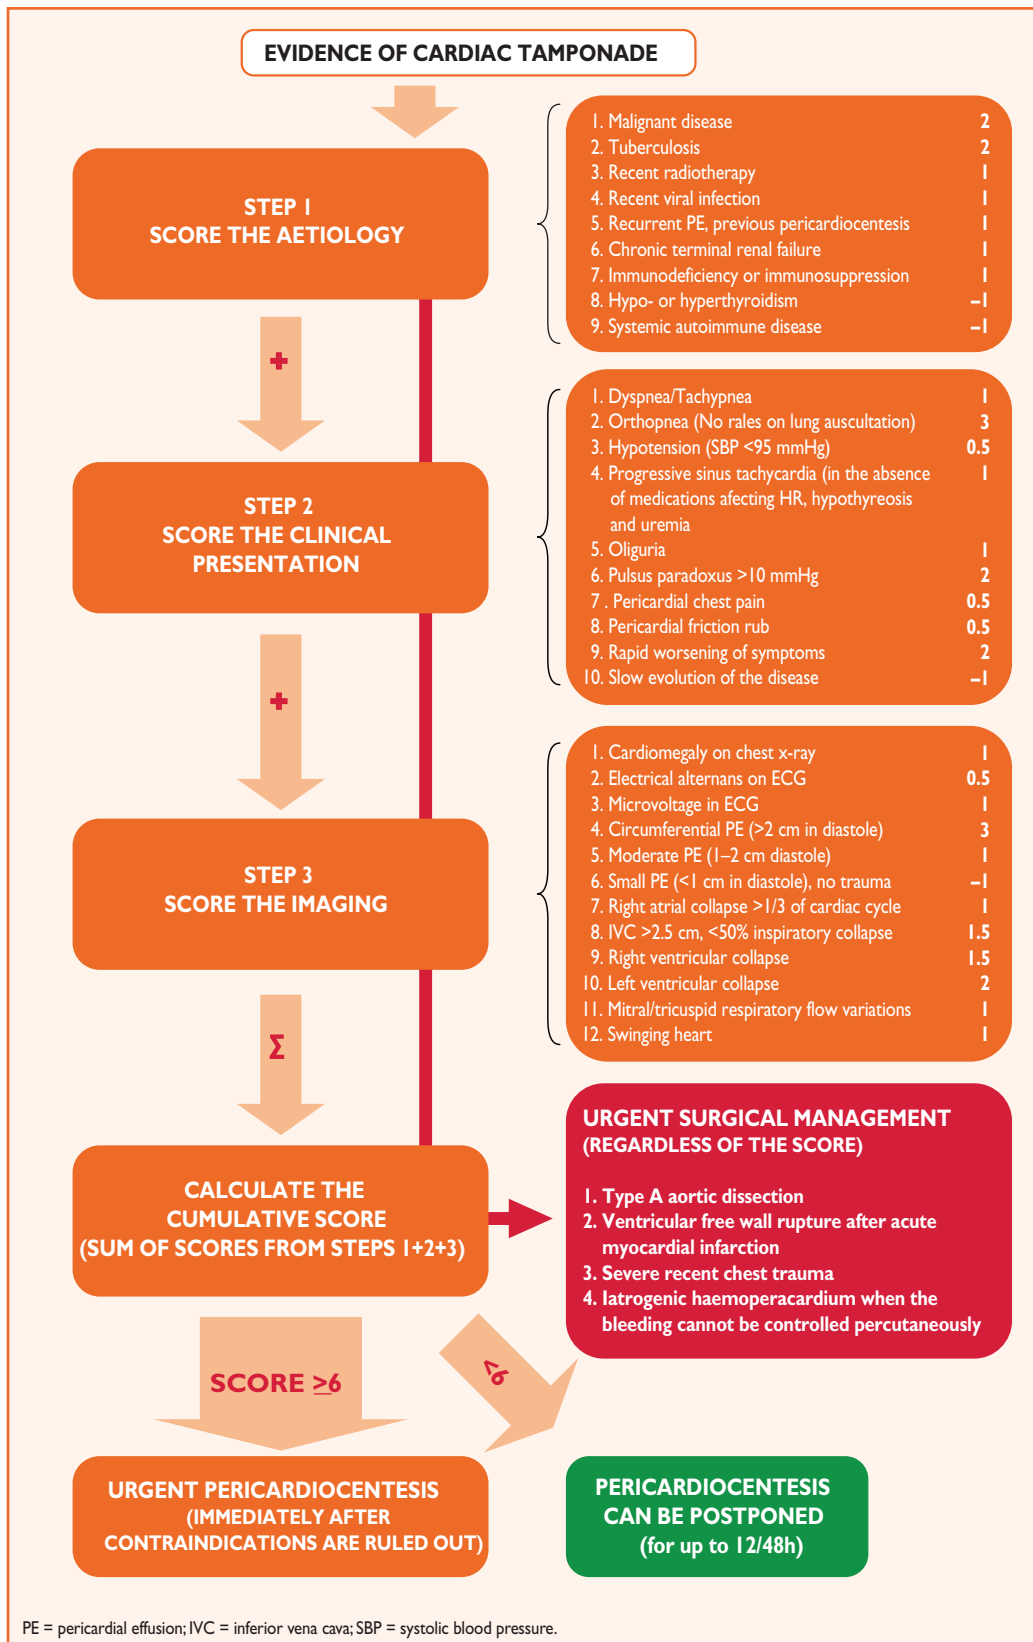 EVIDENCE OF CARDIAC TAMPONADE
STEP 1
SCORE THE AETIOLOGY
1. Malignant disease 2
2. Tuberculosis 2
3. Recent radiotherapy 1
4. Recent viral infection 1
5. Recurrent PE, previous pericardiocentesis 1
6. Chronic terminal renal failure 1
7. Immunodeficiency or immunosuppression 1
8. Hypo- or hyperthyroidism –1
9. Systemic autoimmune disease –1
+
STEP 2
SCORE THE CLINICAL
PRESENTATION
1. Dyspnea/Tachypnea 1
2. Orthopnea (No rales on lung auscultation) 3
3. Hypotension (SBP <95 mmHg) 0.5
4. Progressive sinus tachycardia (in the absence 1
of medications afecting HR, hypothyreosis
and uremia
5. Oliguria 1
6. Pulsus paradoxus >10 mmHg 2
7 . Pericardial chest pain 0.5
8. Pericardial friction rub 0.5
9. Rapid worsening of symptoms 2
10. Slow evolution of the disease –1
+
STEP 3
SCORE THE IMAGING
1. Cardiomegaly on chest x-ray 1
2. Electrical alternans on ECG 0.5
3. Microvoltage in ECG 1
4. Circumferential PE (>2 cm in diastole) 3
5. Moderate PE (1–2 cm diastole) 1
6. Small PE (<1 cm in diastole), no trauma –1
7. Right atrial collapse >1/3 of cardiac cycle 1
8. IVC >2.5 cm, <50% inspiratory collapse 1.5
9. Right ventricular collapse 1.5
10. Left ventricular collapse 2
11. Mitral/tricuspid respiratory flow variations 1
12. Swinging heart 1
Σ
CALCULATE THE
CUMULATIVE SCORE
(SUM OF SCORES FROM STEPS 1+2+3)
URGENT SURGICAL MANAGEMENT
(REGARDLESS OF THE SCORE)
1. Type A aortic dissection
2. Ventricular free wall rupture after acute
myocardial infarction
3. Severe recent chest trauma
4. Iatrogenic haemoperacardium when the
bleeding cannot be controlled percutaneously
SCORE ≥6
<6
URGENT PERICARDIOCENTESIS
(IMMEDIATELY AFTER
CONTRAINDICATIONS ARE RULED OUT)
PERICARDIOCENTESIS
CAN BE POSTPONED
(for up to 12/48h)
PE = pericardial effusion; IVC = inferior vena cava; SBP = systolic blood pressure.